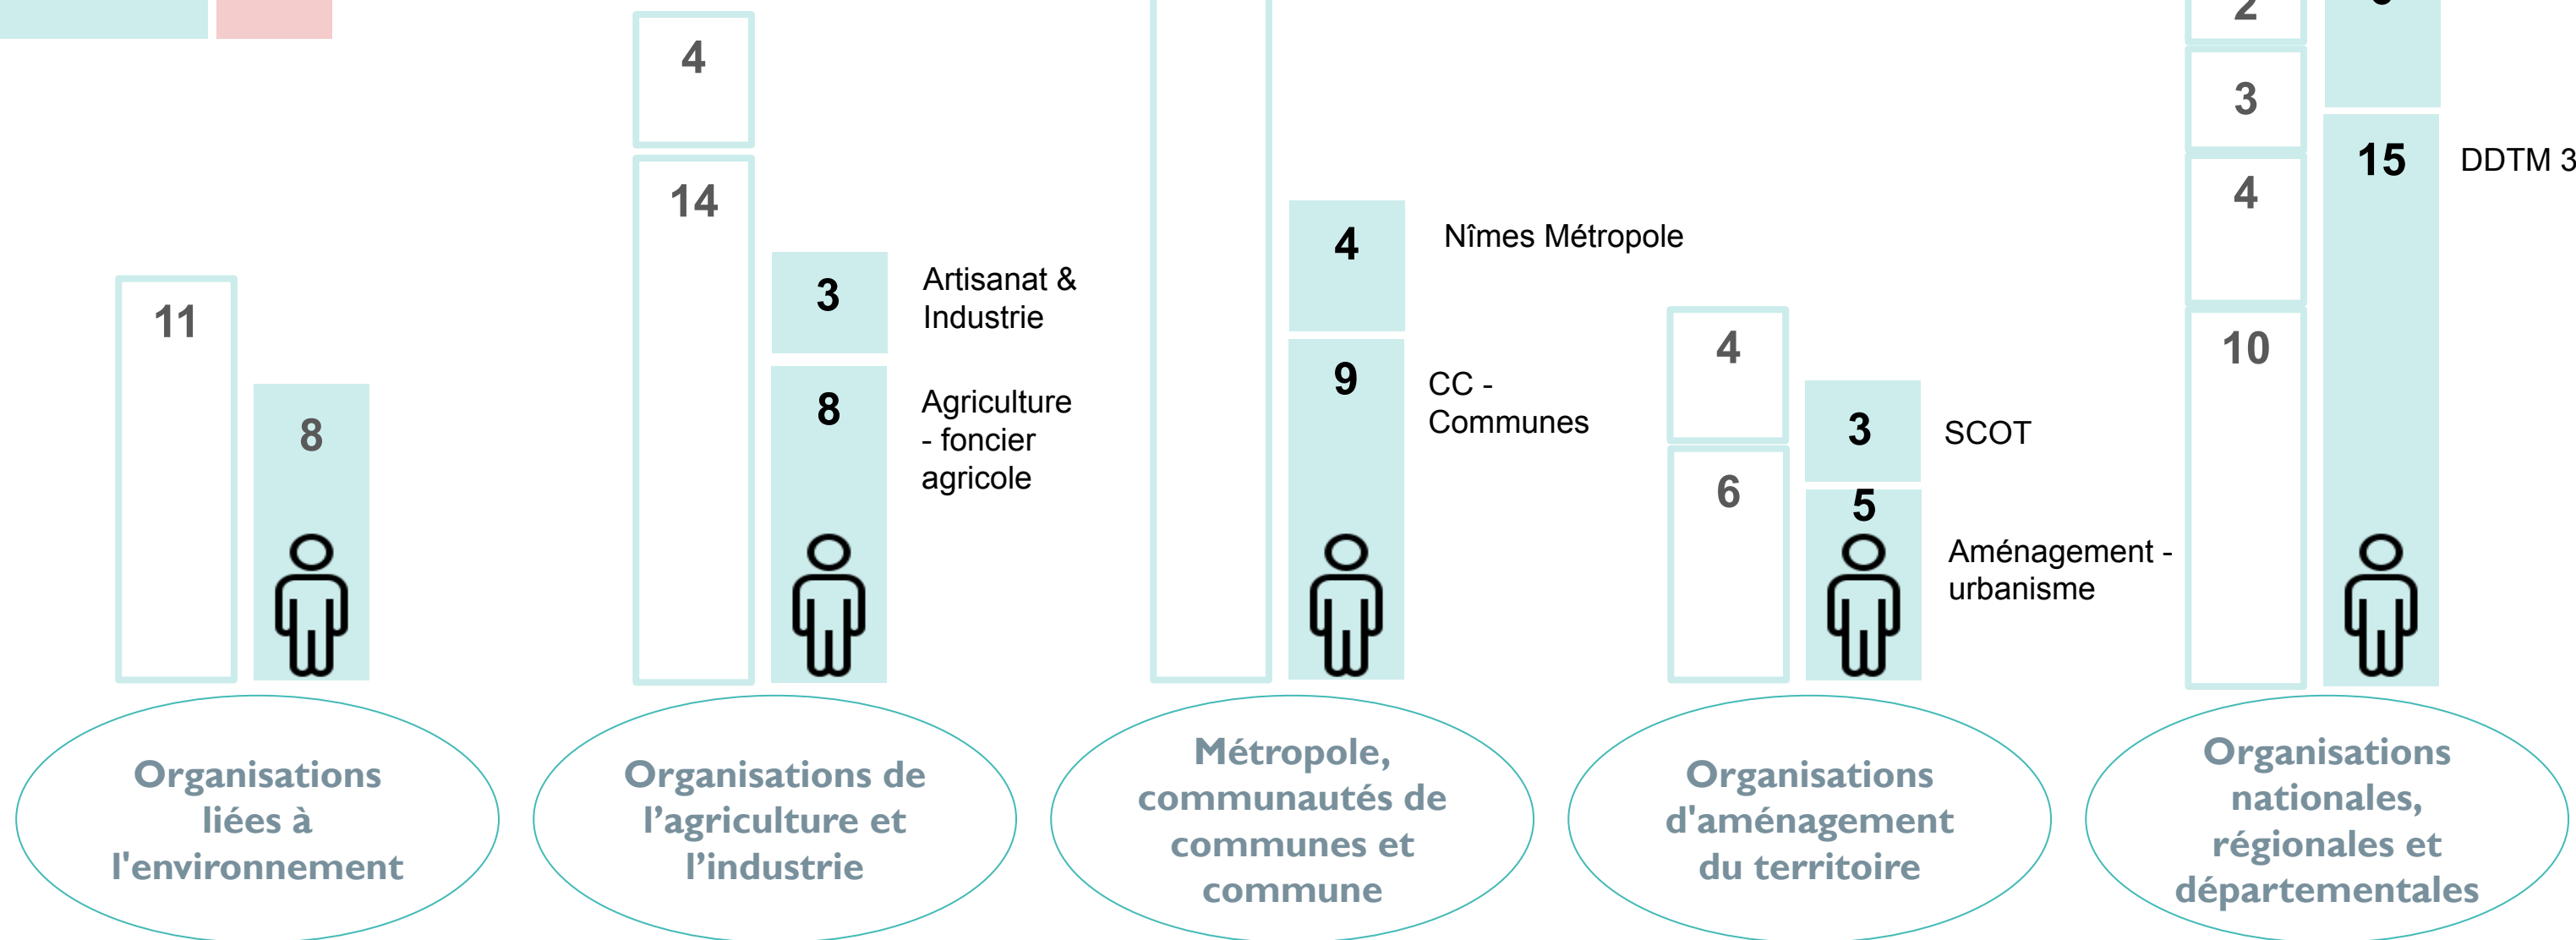 4
14
3
Artisanat &
Industrie
8
Agriculture
- foncier
agricole
11
8
4
Nîmes Métropole
9
CC -
Communes
4
6
3
SCOT
5
Aménagement -
urbanisme
2
3
4
10
15
DDTM 3
Organisations
liées à
l'environnement
Organisations de
l’agriculture et
l’industrie
Métropole,
communautés de
communes et
commune
Organisations
d'aménagement
du territoire
Organisations
nationales,
régionales et
départementales